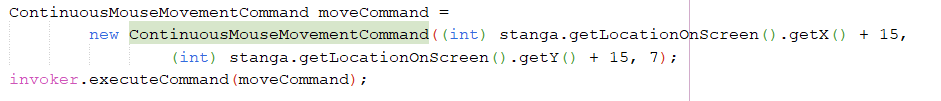 ContinuousMouseMovementCommand moveCommand =
new ContinuousMouseMovementCommand((int) stanga.getLocationOnScreen().getX() + 15,
(int) stanga.getLocationOnScreen().getY() + 15, 7);
invoker.executeCommand(moveCommand);